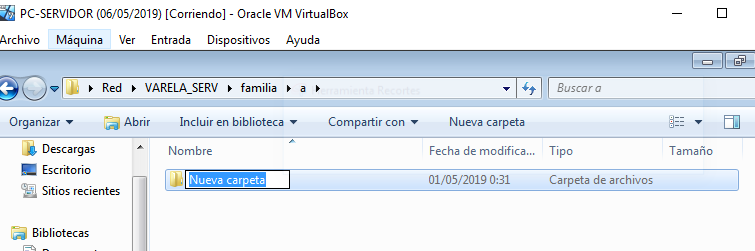 PC-SERVIDOR (06/05/2019) [Corriendo] - Oracle VM VirtualBox
Archivo Máquina Ver Entrada Dispositivos Ayuda
Red VARELA_SERV familia a Buscar a
Herramienta Recortes
Organizar Abrir Incluir en biblioteca Compartir con Nueva carpeta
Descargas Nombre Fecha de modifica... Tipo Tamaño
Escritorio Nueva carpeta 01/05/2019 0:31 Carpeta de archivos
Sitios recientes
Bibliotecas